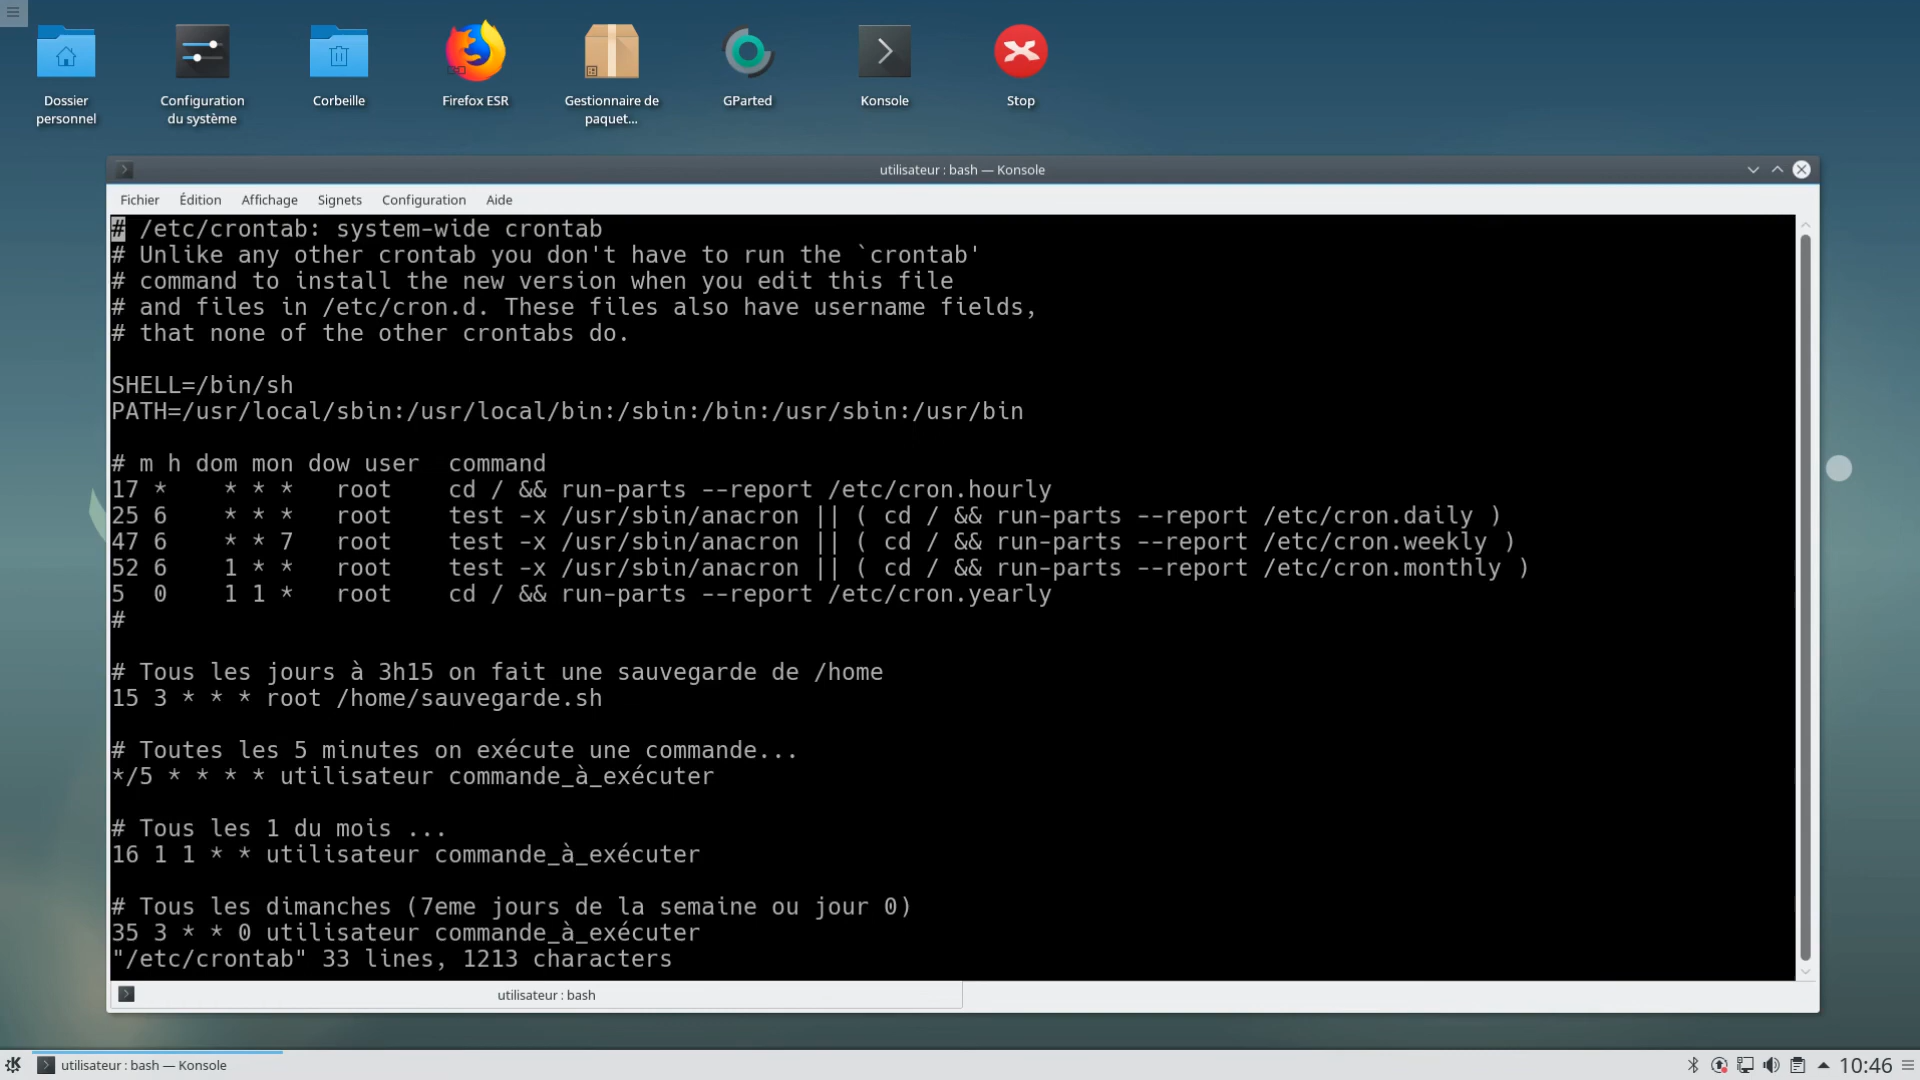 Dossier personnel
Configuration du système
Corbeille
Firefox ESR
Gestionnaire de paquet...
GParted
Konsole
Stop
utilisateur : bash — Konsole
Fichier Édition Affichage Signets Configuration Aide
# /etc/crontab: system-wide crontab
# Unlike any other crontab you don't have to run the `crontab'
# command to install the new version when you edit this file
# and files in /etc/cron.d. These files also have username fields,
# that none of the other crontabs do.
SHELL=/bin/sh
PATH=/usr/local/sbin:/usr/local/bin:/sbin:/bin:/usr/sbin:/usr/bin
# m h dom mon dow user  command
17 *    * * *   root    cd / && run-parts --report /etc/cron.hourly
25 6    * * *   root    test -x /usr/sbin/anacron || ( cd / && run-parts --report /etc/cron.daily )
47 6    * * 7   root    test -x /usr/sbin/anacron || ( cd / && run-parts --report /etc/cron.weekly )
52 6    1 * *   root    test -x /usr/sbin/anacron || ( cd / && run-parts --report /etc/cron.monthly )
5  0    1 1 *   root    cd / && run-parts --report /etc/cron.yearly
#
# Tous les jours à 3h15 on fait une sauvegarde de /home
15 3 * * * root /home/sauvegarde.sh
# Toutes les 5 minutes on exécute une commande...
*/5 * * * * utilisateur commande_à_exécuter
# Tous les 1 du mois ...
16 1 1 * * utilisateur commande_à_exécuter
# Tous les dimanches (7eme jours de la semaine ou jour 0)
35 3 * * 0 utilisateur commande_à_exécuter
"/etc/crontab" 33 lines, 1213 characters
utilisateur : bash
utilisateur : bash — Konsole
10:46